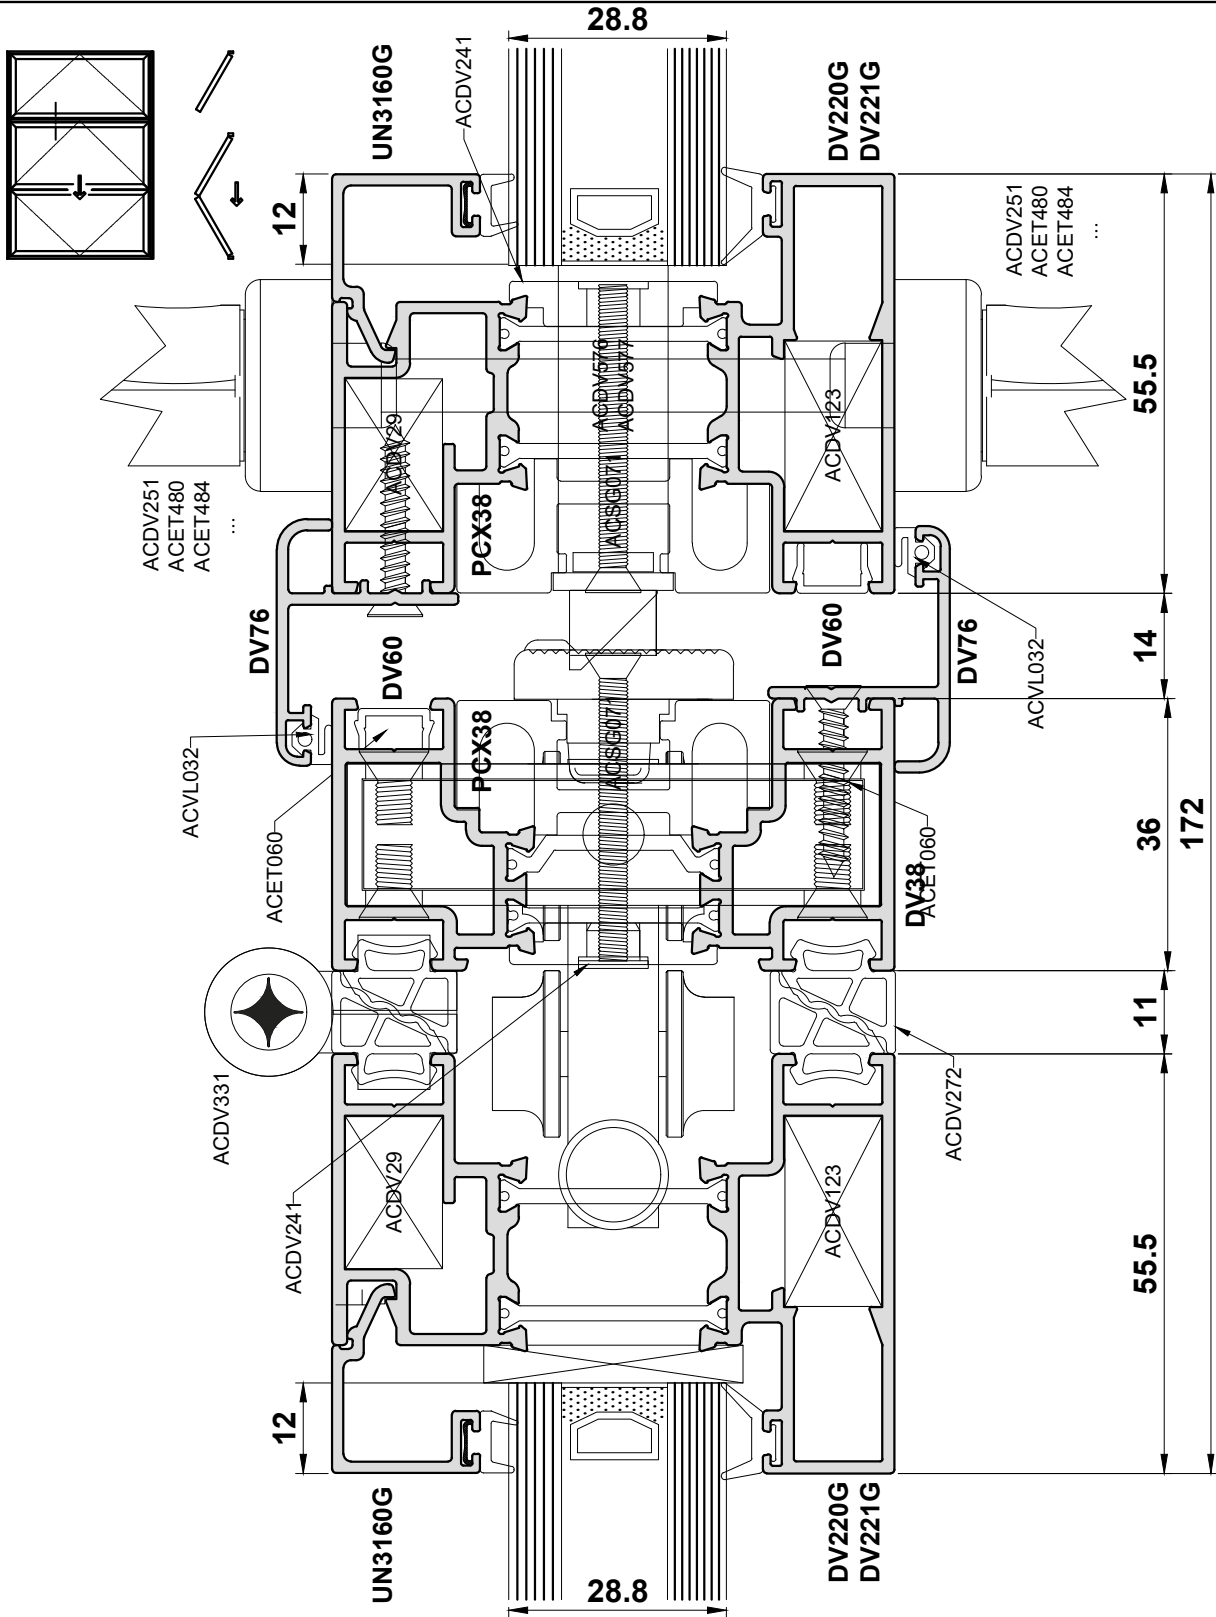 28.8
UN3160G
ACDV241
DV220G
DV221G
12
ACDV251
ACET480
ACET484
...
55.5
ACDV576
ACDV577
ACDV29
ACDV123
ACDV251
ACET480
ACET484
...
PCX38
ACSG071
DV76
DV60
DV60
DV76
14
ACVL032
ACVL032
PCX38
ACSG071
ACET060
DV38
ACET060
36
172
11
ACDV331
ACDV272
ACDV241
ACDV29
ACDV123
55.5
12
UN3160G
DV220G
DV221G
28.8